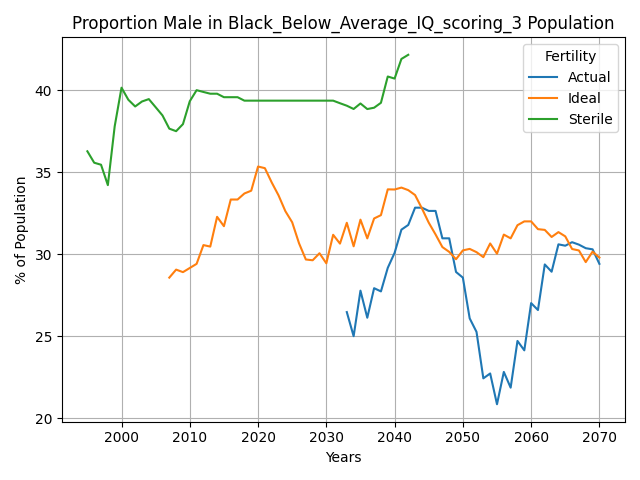 Proportion Male in Black_Below_Average_IQ_scoring_3 Population
Fertility
Actual
Ideal
Sterile
% of Population
40
35
30
25
20
2000 2010 2020 2030 2040 2050 2060 2070
Years